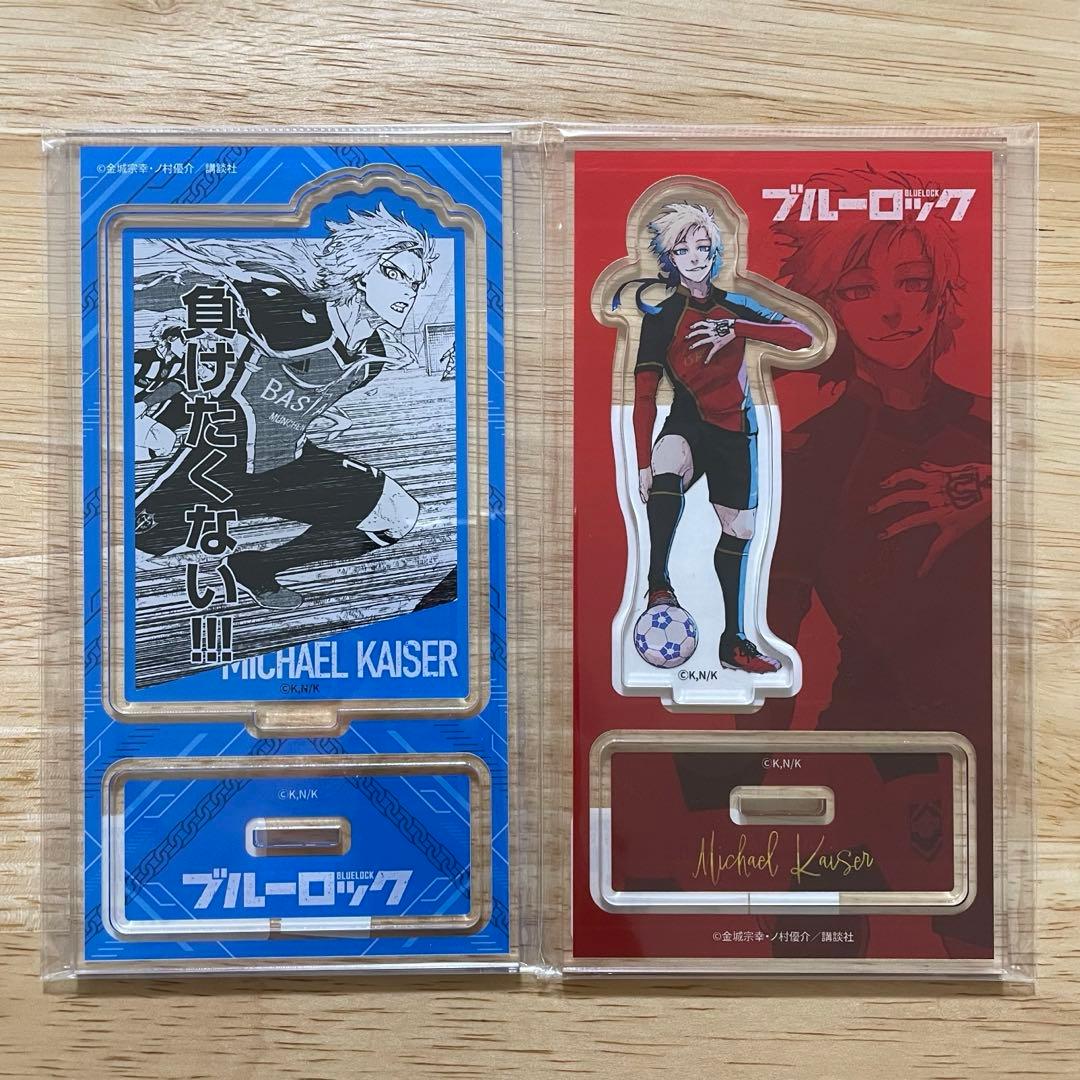 ©金城宗幸・ノ村優介／講談社
負けたくない!!!
BAS
MÜNCHEN
MICHAEL KAISER
©K,N/K
©K,N/K
BLUELOCK
ブルーロック
BLUELOCK
ブルーロック
©K,N/K
©K,N/K
Michael Kaiser
©金城宗幸・ノ村優介／講談社